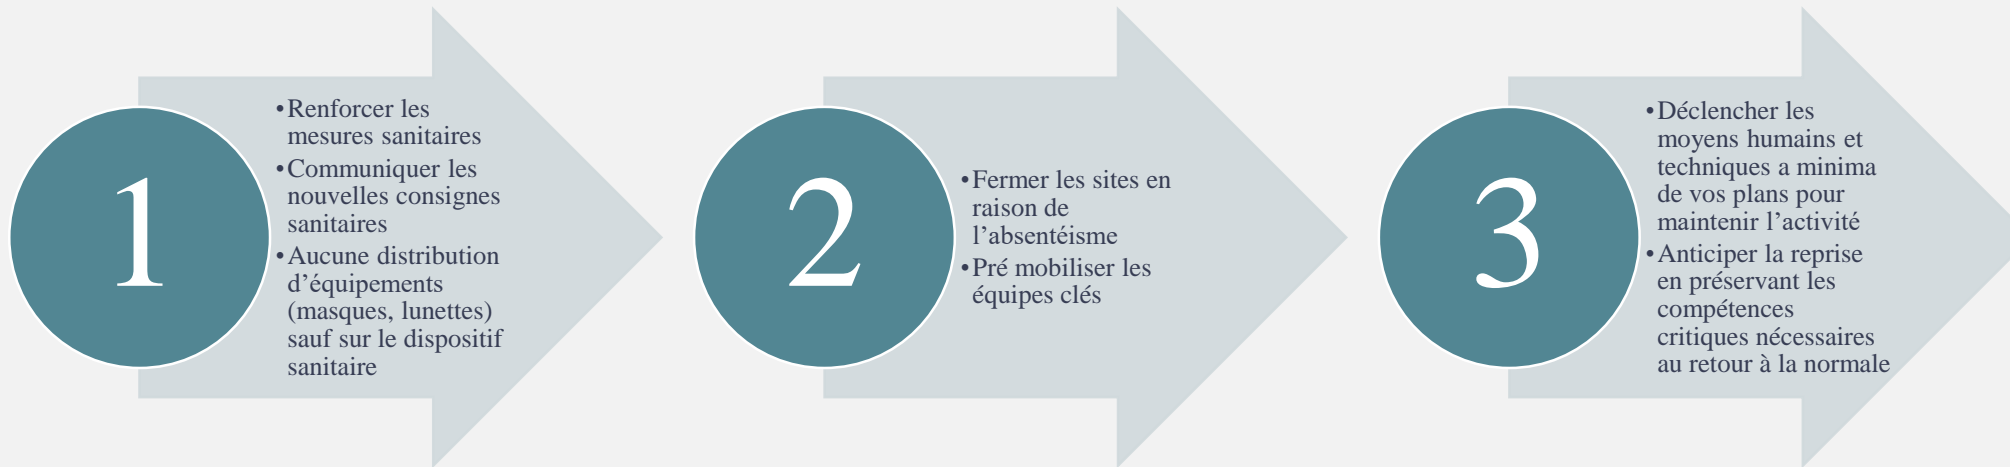 1
•Renforcer les
mesures sanitaires
•Communiquer les
nouvelles consignes
sanitaires
•Aucune distribution
d’équipements
(masques, lunettes)
sauf sur le dispositif
sanitaire
2
•Fermer les sites en
raison de
l’absentéisme
•Pré mobiliser les
équipes clés
3
•Déclencher les
moyens humains et
techniques a minima
de vos plans pour
maintenir l’activité
•Anticiper la reprise
en préservant les
compétences
critiques nécessaires
au retour à la normale